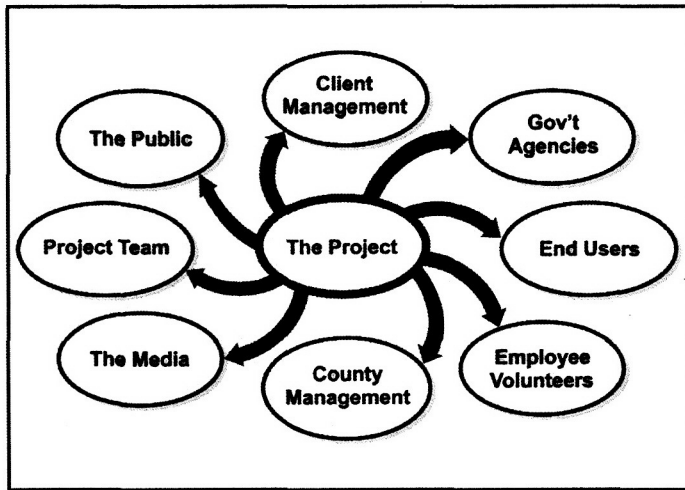 Client
Management
Gov't
Agencies
The Public
Project Team
The Project
End Users
The Media
County
Management
Employee
Volunteers